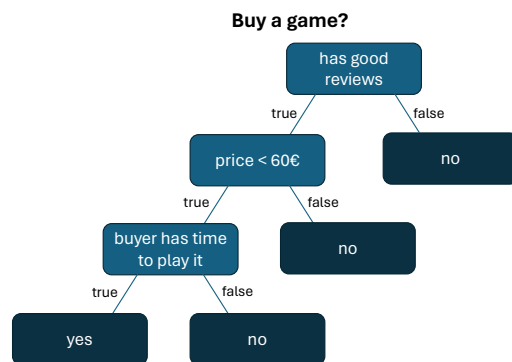 Buy a game?
has good
reviews
true
false
price < 60€
no
true
false
buyer has time
to play it
no
true
false
yes
no